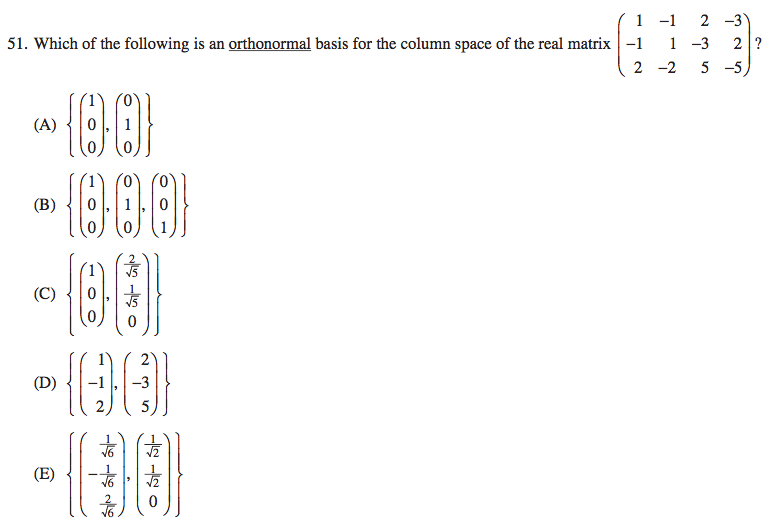 51. Which of the following is an orthonormal basis for the column space of the real matrix $\begin{pmatrix} 1 & -1 & 2 & -3 \\ -1 & 1 & -3 & 2 \\ 2 & -2 & 5 & -5 \end{pmatrix}$ ?
(A) $\left\{ \begin{pmatrix} 1 \\ 0 \\ 0 \end{pmatrix}, \begin{pmatrix} 0 \\ 1 \\ 0 \end{pmatrix} \right\}$
(B) $\left\{ \begin{pmatrix} 1 \\ 0 \\ 0 \end{pmatrix}, \begin{pmatrix} 0 \\ 1 \\ 0 \end{pmatrix}, \begin{pmatrix} 0 \\ 0 \\ 1 \end{pmatrix} \right\}$
(C) $\left\{ \begin{pmatrix} 1 \\ 0 \\ 0 \end{pmatrix}, \begin{pmatrix} \frac{2}{\sqrt{5}} \\ \frac{1}{\sqrt{5}} \\ 0 \end{pmatrix} \right\}$
(D) $\left\{ \begin{pmatrix} 1 \\ -1 \\ 2 \end{pmatrix}, \begin{pmatrix} 2 \\ -3 \\ 5 \end{pmatrix} \right\}$
(E) $\left\{ \begin{pmatrix} \frac{1}{\sqrt{6}} \\ -\frac{1}{\sqrt{6}} \\ \frac{2}{\sqrt{6}} \end{pmatrix}, \begin{pmatrix} \frac{1}{\sqrt{2}} \\ \frac{1}{\sqrt{2}} \\ 0 \end{pmatrix} \right\}$